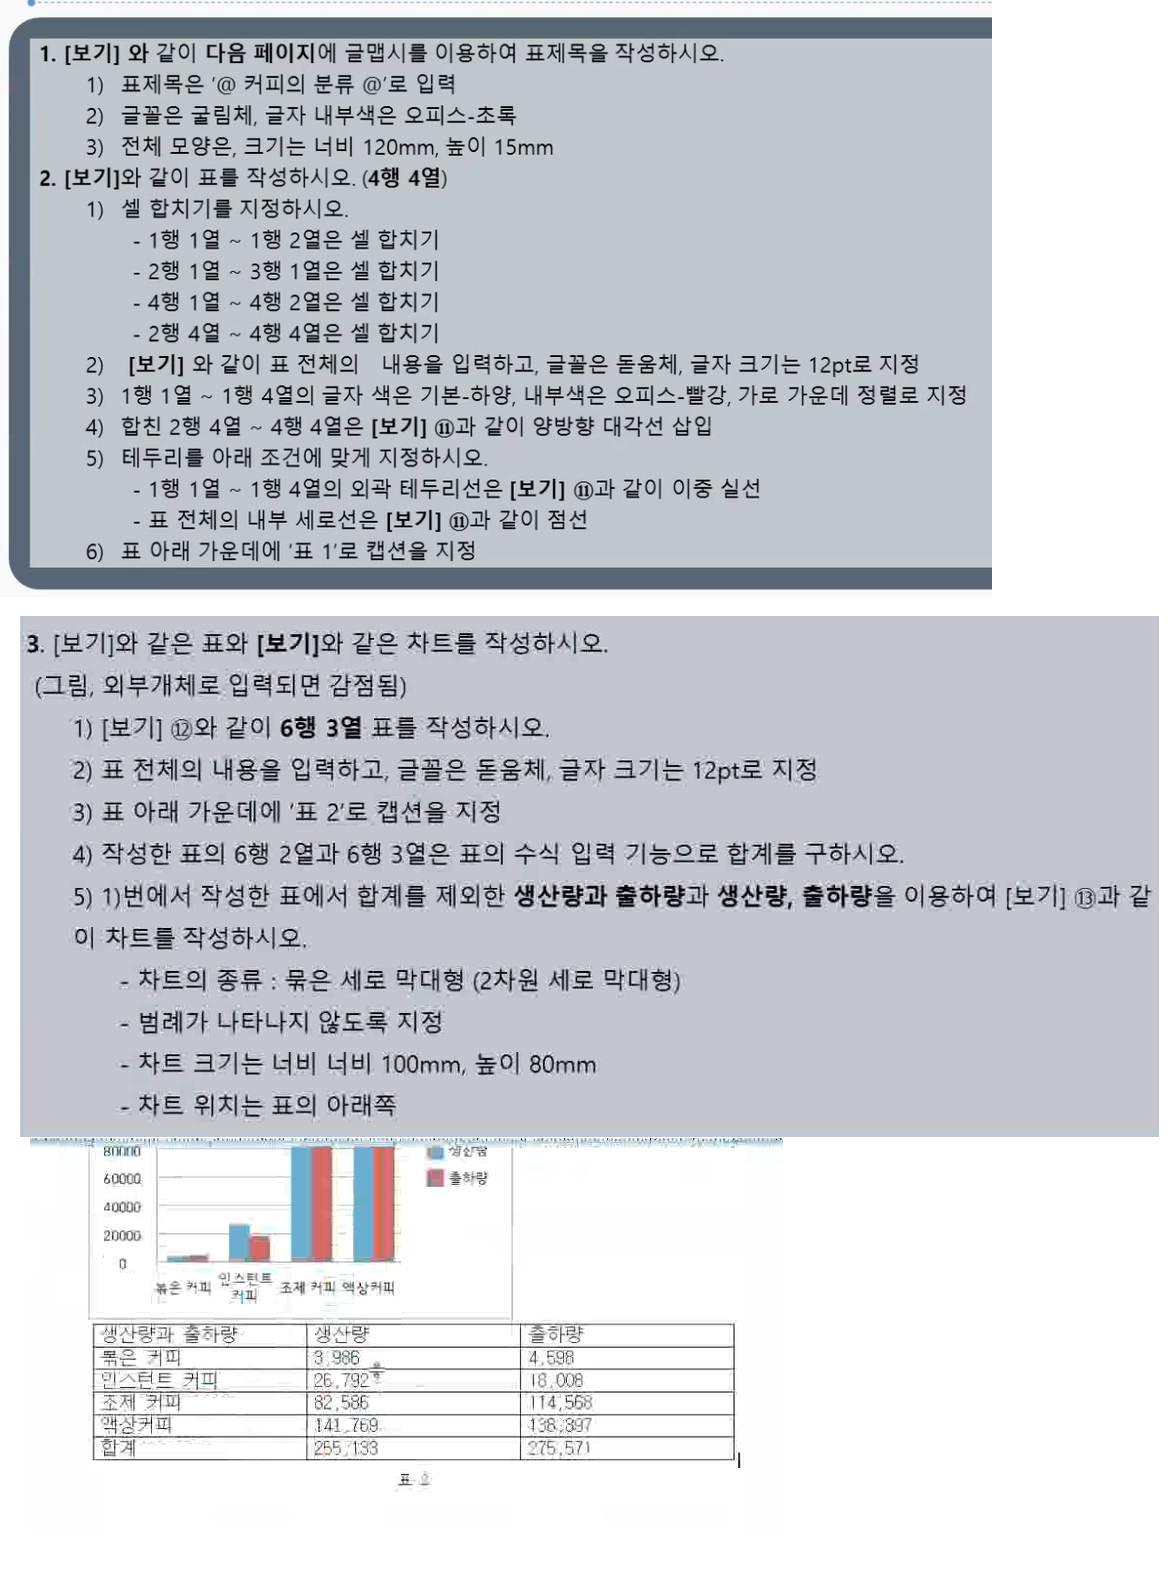 1. [보기] 와 같이 다음 페이지에 글맵시를 이용하여 표제목을 작성하시오.
1) 표제목은 '@ 커피의 분류 @'로 입력
2) 글꼴은 굴림체, 글자 내부색은 오피스-초록
3) 전체 모양은, 크기는 너비 120mm, 높이 15mm
2. [보기]와 같이 표를 작성하시오. (4행 4열)
1) 셀 합치기를 지정하시오.
- 1행 1열 ~ 1행 2열은 셀 합치기
- 2행 1열 ~ 3행 1열은 셀 합치기
- 4행 1열 ~ 4행 2열은 셀 합치기
- 2행 4열 ~ 4행 4열은 셀 합치기
2) [보기] 와 같이 표 전체의 내용을 입력하고, 글꼴은 돋움체, 글자 크기는 12pt로 지정
3) 1행 1열 ~ 1행 4열의 글자 색은 기본-하양, 내부색은 오피스-빨강, 가로 가운데 정렬로 지정
4) 합친 2행 4열 ~ 4행 4열은 [보기] ⑪과 같이 양방향 대각선 삽입
5) 테두리를 아래 조건에 맞게 지정하시오.
- 1행 1열 ~ 1행 4열의 외곽 테두리선은 [보기] ⑪과 같이 이중 실선
- 표 전체의 내부 세로선은 [보기] ⑪과 같이 점선
6) 표 아래 가운데에 '표 1'로 캡션을 지정
3. [보기]와 같은 표와 [보기]와 같은 차트를 작성하시오.
(그림, 외부개체로 입력되면 감점됨)
1) [보기] ⑫와 같이 6행 3열 표를 작성하시오.
2) 표 전체의 내용을 입력하고, 글꼴은 돋움체, 글자 크기는 12pt로 지정
3) 표 아래 가운데에 '표 2'로 캡션을 지정
4) 작성한 표의 6행 2열과 6행 3열은 표의 수식 입력 기능으로 합계를 구하시오.
5) 1)번에서 작성한 표에서 합계를 제외한 생산량과 출하량과 생산량, 출하량을 이용하여 [보기] ⑬과 같
이 차트를 작성하시오.
- 차트의 종류 : 묶은 세로 막대형 (2차원 세로 막대형)
- 범례가 나타나지 않도록 지정
- 차트 크기는 너비 너비 100mm, 높이 80mm
- 차트 위치는 표의 아래쪽
80000 생산량
60000 출하량
40000
20000
0
볶은 커피 인스턴트 커피 조제 커피 액상커피
생산량과 출하량 생산량 출하량
볶은 커피 3,986 4,598
인스턴트 커피 26,792 18,008
조제 커피 82,586 114,568
액상커피 141,769 138,397
합계 255,133 275,571
표